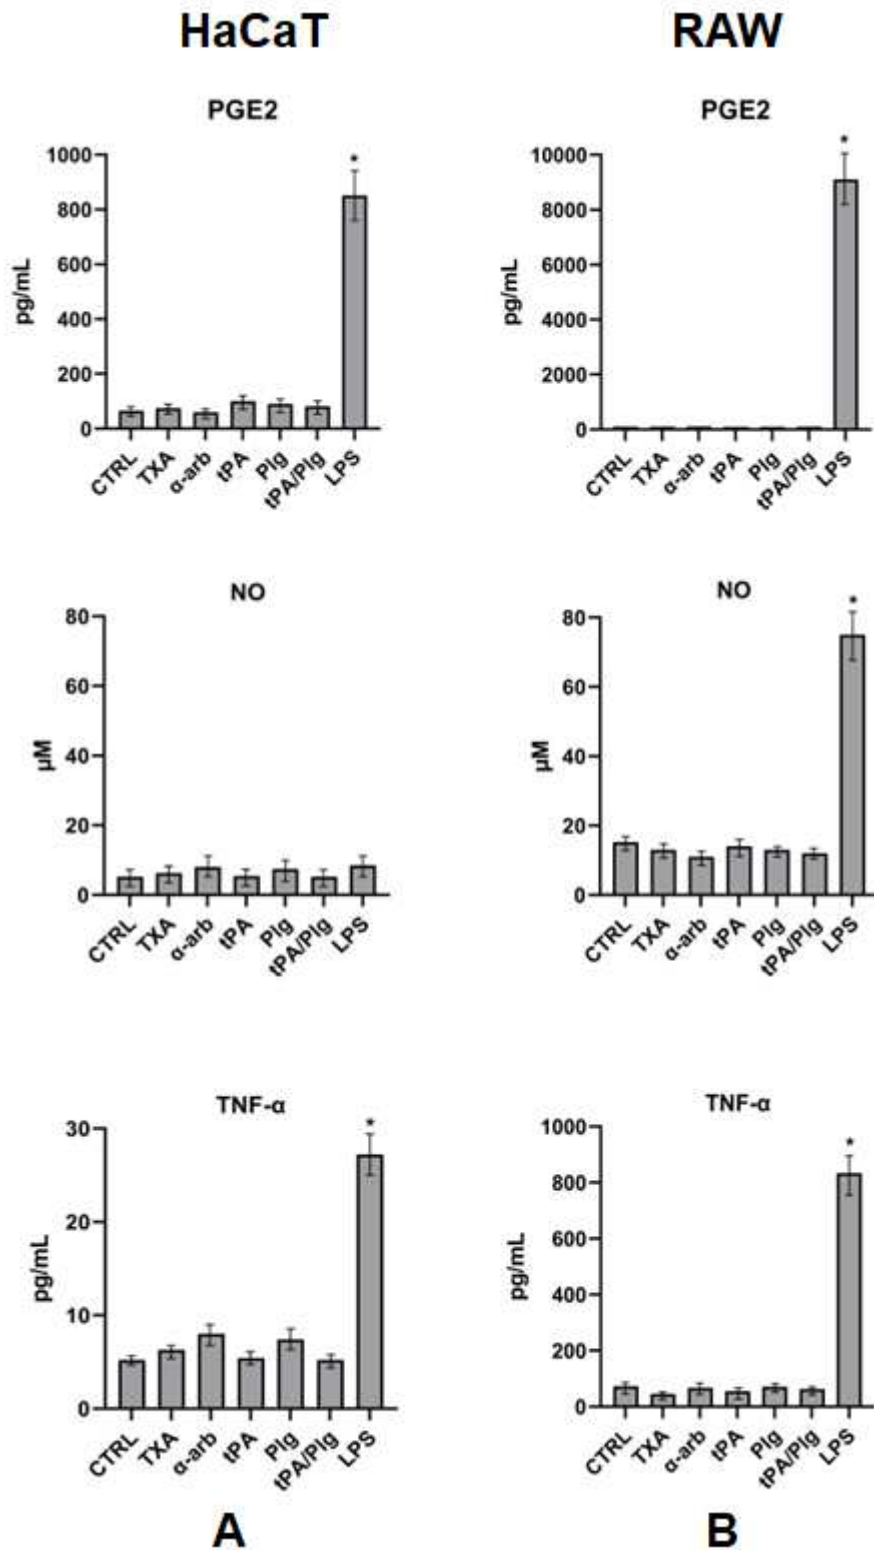 HaCaT RAW
PGE2
1000
800
600
400
200
0
pg/mL
CTRL TXA α-arb tPA Plg tPA/Plg LPS
*
PGE2
10000
8000
6000
4000
2000
0
pg/mL
CTRL TXA α-arb tPA Plg tPA/Plg LPS
*
NO
80
60
40
20
0
µM
CTRL TXA α-arb tPA Plg tPA/Plg LPS
NO
80
60
40
20
0
µM
CTRL TXA α-arb tPA Plg tPA/Plg LPS
*
TNF-α
30
20
10
0
pg/mL
CTRL TXA α-arb tPA Plg tPA/Plg LPS
*
TNF-α
1000
800
600
400
200
0
pg/mL
CTRL TXA α-arb tPA Plg tPA/Plg LPS
*
A B